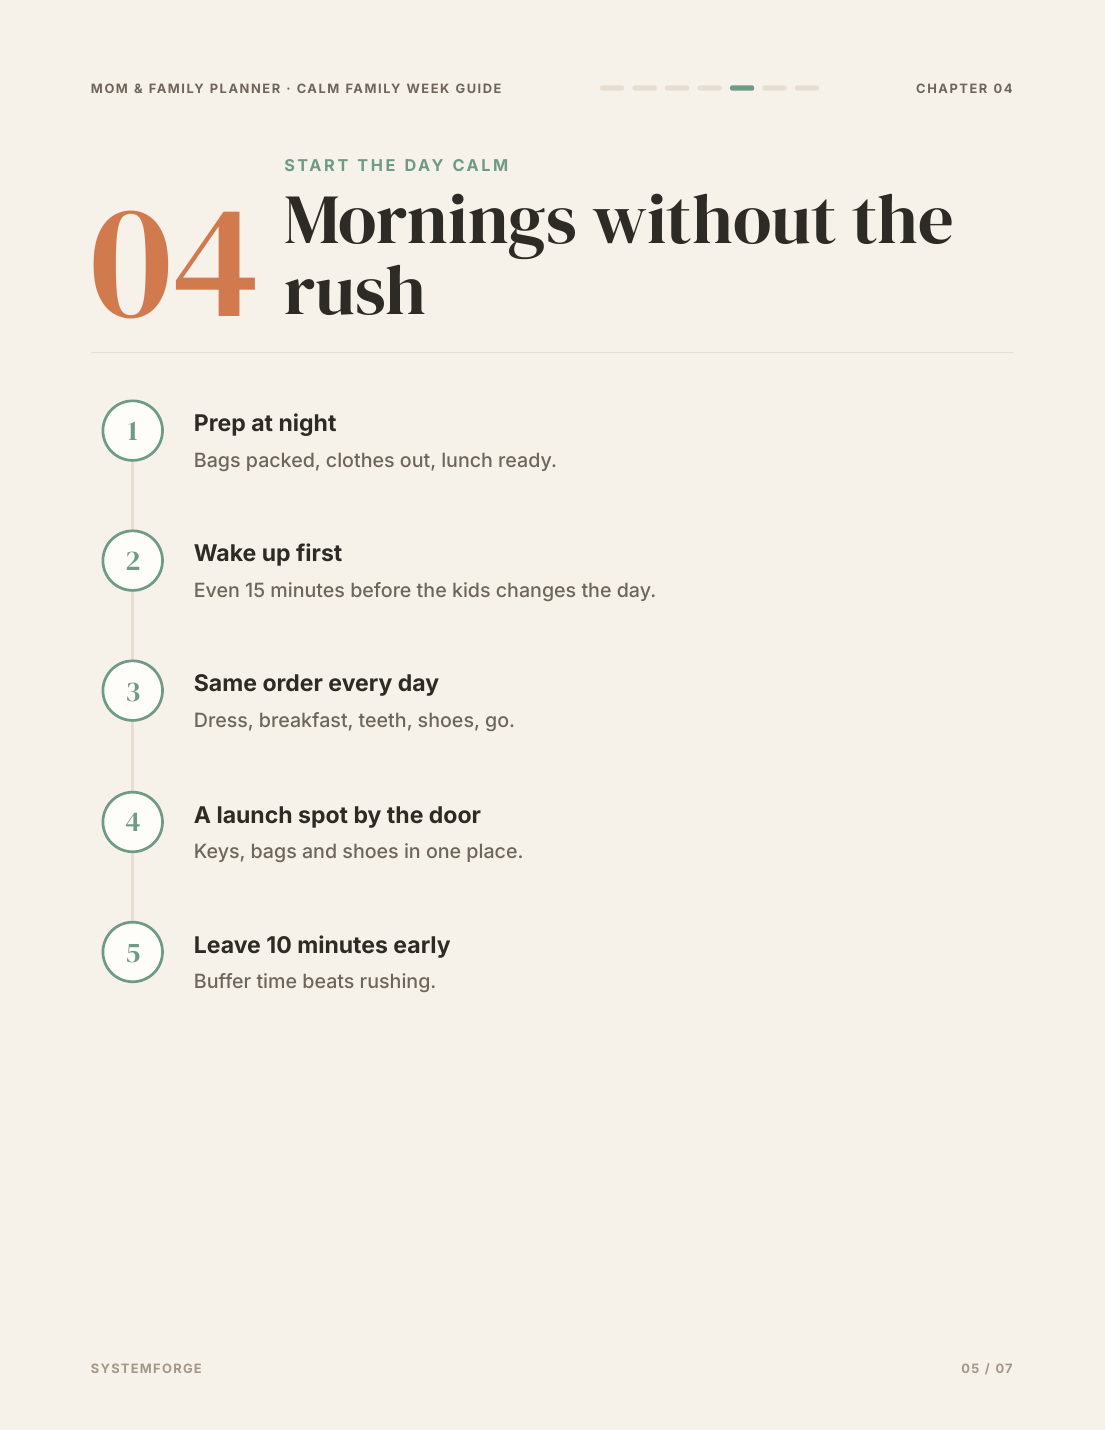 MOM & FAMILY PLANNER · CALM FAMILY WEEK GUIDE
CHAPTER 04
START THE DAY CALM
04
Mornings without the
rush
1
Prep at night
Bags packed, clothes out, lunch ready.
2
Wake up first
Even 15 minutes before the kids changes the day.
3
Same order every day
Dress, breakfast, teeth, shoes, go.
4
A launch spot by the door
Keys, bags and shoes in one place.
5
Leave 10 minutes early
Buffer time beats rushing.
SYSTEMFORGE
05 / 07